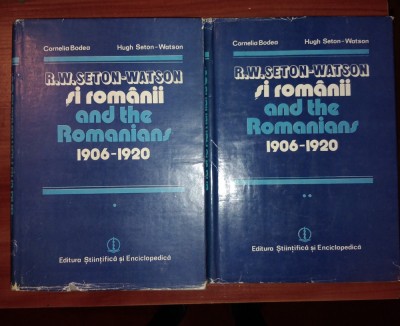 Cornelia Bodea Hugh Seton-Watson
R.W. SETON-WATSON
și românii
and the
Romanians
1906-1920
*
Editura Științifică și Enciclopedică
Cornelia Bodea Hugh Seton-Watson
R.W. SETON-WATSON
și românii
and the
Romanians
1906-1920
**
Editura Științifică și Enciclopedică